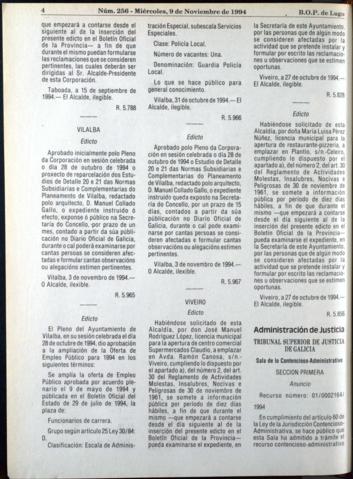 4
Núm. 256 - Miércoles, 9 de Noviembre de 1994
B.O.P. de Lugo
que empezará a contarse desde el
siguiente al de la inserción del
presente edicto en el Boletín Oficial
de la Provincia— a fin de que
durante el mismo puedan formularse
las reclamaciones que se consideren
pertinentes, las cuales deberán ser
dirigidas al Sr. Alcalde-Presidente
de esta Corporación.
Taboada, a 15 de septiembre de
1994.— El Alcalde, ilegible.
R. 5.788
VILALBA
Edicto
Aprobado inicialmente polo Pleno
da Corporación en sesión celebrada
o día 28 de outubro de 1994 o
proxecto de reparcelación dos Estu-
dios de Detalle 20 e 21 das Normas
Subsidiarias e Complementarias do
Planeamento de Vilalba, redactado
polo arquitecto, D. Manuel Collado
Gallo, o expediente instruido ó
efecto, exponse ó público na Secre-
taría do Concello, por prazo de un
mes, contado a partir da súa publi-
cación no Diario Oficial de Galicia,
durante o cal poderá examinarse por
cantas persoas se consideren afec-
tadas e formular cantas observacións
ou alegacións estimen pertinentes.
Vilalba, 3 de novembro de 1994.—
O Alcalde, ilegible.
R. 5.965
Edicto
El Pleno del Ayuntamiento de
Vilalba, en su sesión celebrada el día
28 de octubre de 1994, dio aprobación
a la ampliación de la Oferta de
Empleo Público para 1994 en los
siguientes términos:
Se amplía la oferta de Empleo
Público aprobada por acuerdo ple-
nario el 9 de mayo de 1994 y
publicada en el Boletín Oficial del
Estado de 29 de julio de 1994, la
plaza de:
Funcionarios de carrera.
Grupo según artículo 25 Ley 30/84:
D.
Clasificación: Escala de Adminis-
tración Especial, subescala Servicios
Especiales.
Clase: Policía Local.
Número de vacantes: Una.
Denominación: Guardia Policía
Local.
Lo que se hace público para
general conocimiento.
Vilalba, 31 de octubre de 1994.— El
Alcalde, ilegible.
R. 5.966
Edicto
Aprobado polo Pleno da Corpora-
ción en sesión celebrada o día 28 de
outubro de 1994 o Estudio de Detalle
20 e 21 das Normas Subsidiarias e
Complementarias do Planeamento
de Vilalba, redactado polo arquitecto,
D. Manuel Collado Gallo, o expediente
instruido queda exposto na Secreta-
ría do Concello, por un prazo de 15
días, contados a partir da súa
publicación no Diario Oficial de
Galicia, durante o cal pode exami-
narse por cantas persoas se consi-
deren afectadas e formular cantas
observacións ou alegacións estimen
pertinentes.
Vilalba, 3 de novembro de 1994.—
O Alcalde, ilegible.
R. 5.967
VIVEIRO
Edicto
Habiéndose solicitado de esta
Alcaldía, por don José Manuel
Rodríguez López, licencia municipal
para la apertura de centro comercial
Supermercados Claudio, a emplazar
en Avda. Ramón Canosa, s/n.-
Viveiro, cumpliendo lo dispuesto por
el apartado a), del número 2, del art.
30 del Reglamento de Actividades
Molestas, Insalubres, Nocivas y
Peligrosas de 30 de noviembre de
1961, se somete a información
pública por período de diez días
hábiles, a fin de que durante el
mismo —que empezará a contarse
desde el día siguiente al de la
inserción del presente edicto en el
Boletín Oficial de la Provincia—
pueda examinarse el expediente, en
la Secretaría de este Ayuntamiento,
por las personas que de algún modo
se consideren afectadas por la
actividad que se pretende instalar y
formular por escrito las reclamacio-
nes u observaciones que se estimen
oportunas.
Viveiro, a 27 de octubre de 1994.—
El Alcalde, ilegible.
R. 5.828
Edicto
Habiéndose solicitado de esta
Alcaldía, por doña María Luisa Pérez
Núñez, licencia municipal para la
apertura de restaurante-pizzería, a
emplazar en Plantío, s/n.-Celeiro,
cumpliendo lo dispuesto por el
apartado a), del número 2, del art. 30
del Reglamento de Actividades
Molestas, Insalubres, Nocivas y
Peligrosas de 30 de noviembre de
1961, se somete a información
pública por período de diez días
hábiles, a fin de que durante el mismo
—que empezará a contarse desde el
día siguiente al de la inserción del
presente edicto en el Boletín Oficial
de la Provincia— pueda examinarse
el expediente, en la Secretaría de
este Ayuntamiento, por las personas
que de algún modo se consideren
afectadas por la actividad que se
pretende instalar y formular por
escrito las reclamaciones u observa-
ciones que se estimen oportunas.
Viveiro, a 27 de octubre de 1994.—
El Alcalde, ilegible.
R. 5.856
Administración de Justicia
TRIBUNAL SUPERIOR DE JUSTICIA
DE GALICIA
Sala de lo Contencioso-Administrativo
SECCION PRIMERA
Anuncio
Recurso número: 01/0002164/
1994
En cumplimiento del artículo 60 de
la Ley de la Jurisdicción Contencioso-
Administrativa, se hace público que
esta Sala ha admitido a trámite el
recurso contencioso-administrativo